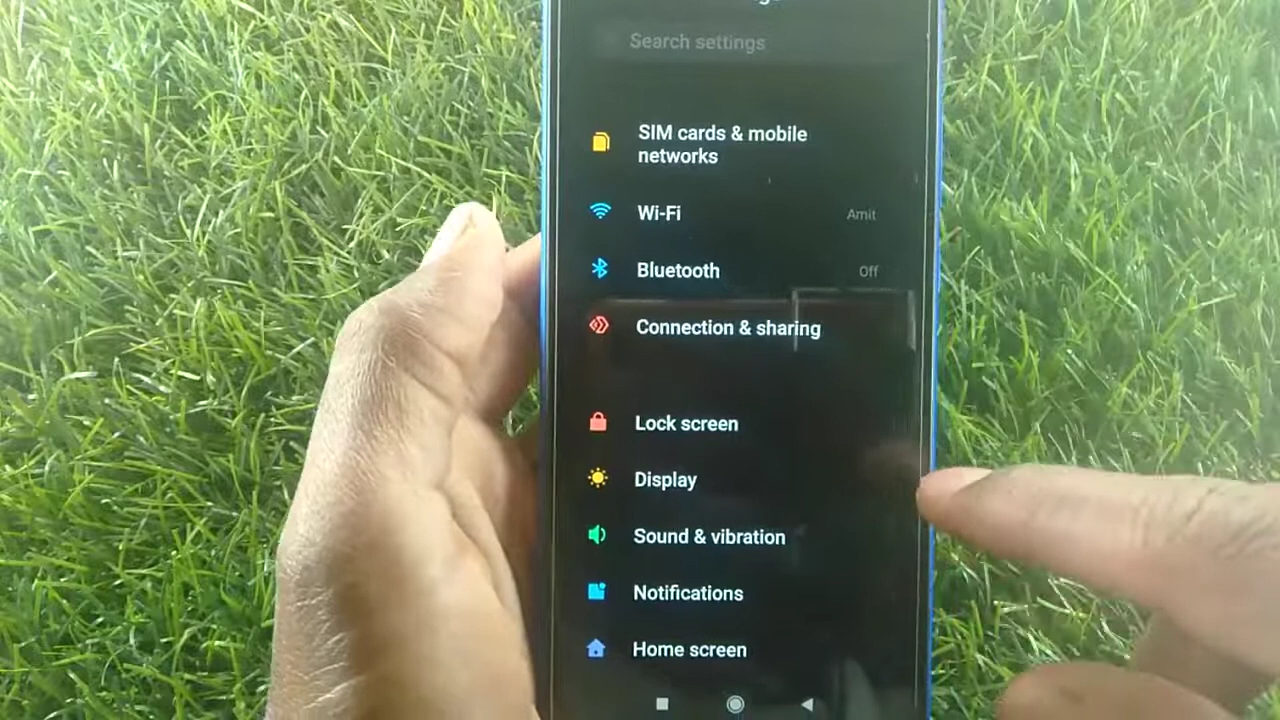 Search settings
SIM cards & mobile
networks
Wi-Fi
Amit
Bluetooth
Off
Connection & sharing
Lock screen
Display
Sound & vibration
Notifications
Home screen